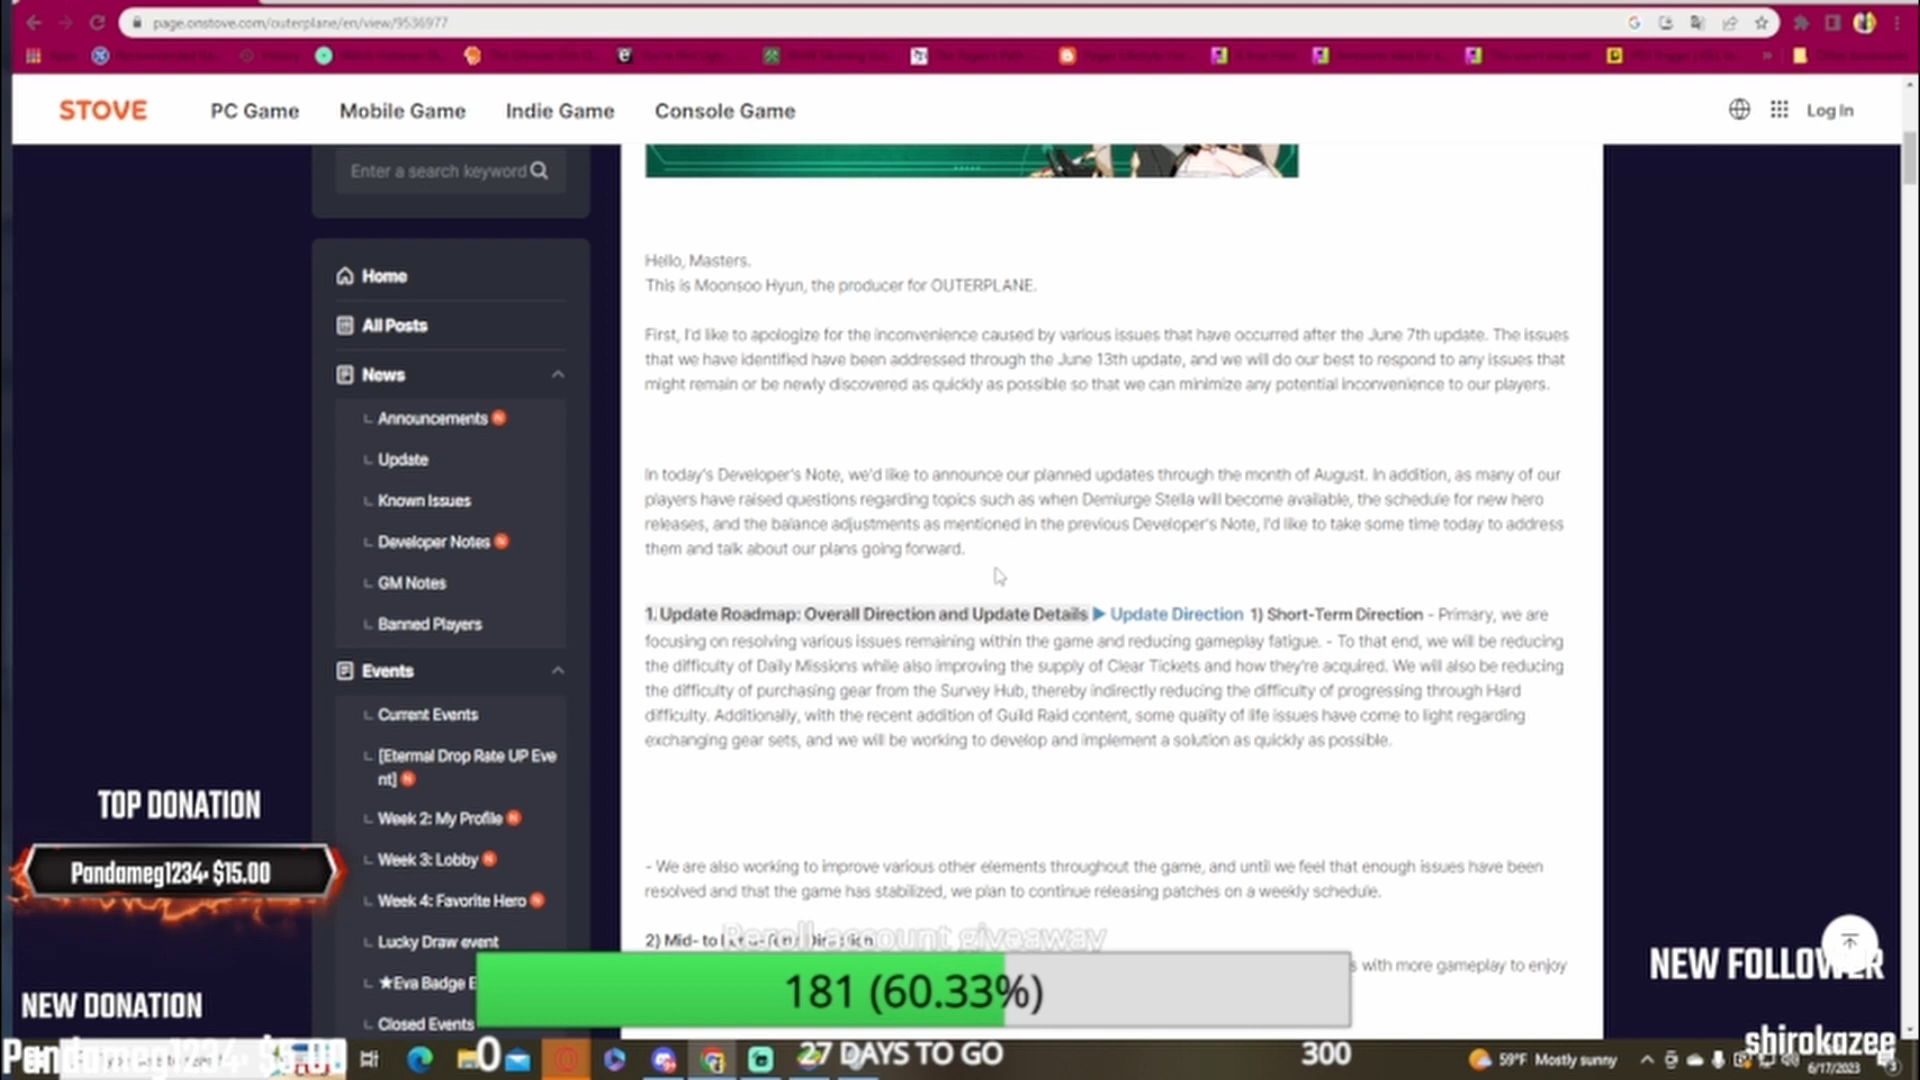 page.onstove.com/outerplane/en/view/9536977
STOVE
PC Game
Mobile Game
Indie Game
Console Game
Log In
Enter a search keyword
Home
All Posts
News
Announcements
Update
Known Issues
Developer Notes
GM Notes
Banned Players
Events
Current Events
[Eternal Drop Rate UP Eve
nt]
Week 2: My Profile
Week 3: Lobby
Week 4: Favorite Hero
Lucky Draw event
★Eva Badge E
Closed Events
Hello, Masters.
This is Moonsoo Hyun, the producer for OUTERPLANE.
First, I'd like to apologize for the inconvenience caused by various issues that have occurred after the June 7th update. The issues
that we have identified have been addressed through the June 13th update, and we will do our best to respond to any issues that
might remain or be newly discovered as quickly as possible so that we can minimize any potential inconvenience to our players.
In today's Developer's Note, we'd like to announce our planned updates through the month of August. In addition, as many of our
players have raised questions regarding topics such as when Demiurge Stella will become available, the schedule for new hero
releases, and the balance adjustments as mentioned in the previous Developer's Note, I'd like to take some time today to address
them and talk about our plans going forward.
1. Update Roadmap: Overall Direction and Update Details ▶ Update Direction 1) Short-Term Direction - Primary, we are
focusing on resolving various issues remaining within the game and reducing gameplay fatigue. - To that end, we will be reducing
the difficulty of Daily Missions while also improving the supply of Clear Tickets and how they're acquired. We will also be reducing
the difficulty of purchasing gear from the Survey Hub, thereby indirectly reducing the difficulty of progressing through Hard
difficulty. Additionally, with the recent addition of Guild Raid content, some quality of life issues have come to light regarding
exchanging gear sets, and we will be working to develop and implement a solution as quickly as possible.
- We are also working to improve various other elements throughout the game, and until we feel that enough issues have been
resolved and that the game has stabilized, we plan to continue releasing patches on a weekly schedule.
2) Mid- to
s with more gameplay to enjoy
Reroll account giveaway
181 (60.33%)
0
27 DAYS TO GO
300
TOP DONATION
Pandameg1234: $15.00
NEW DONATION
Pandameg1234: $5.00
NEW FOLLOWER
shirokazee
59°F Mostly sunny
6/17/2023